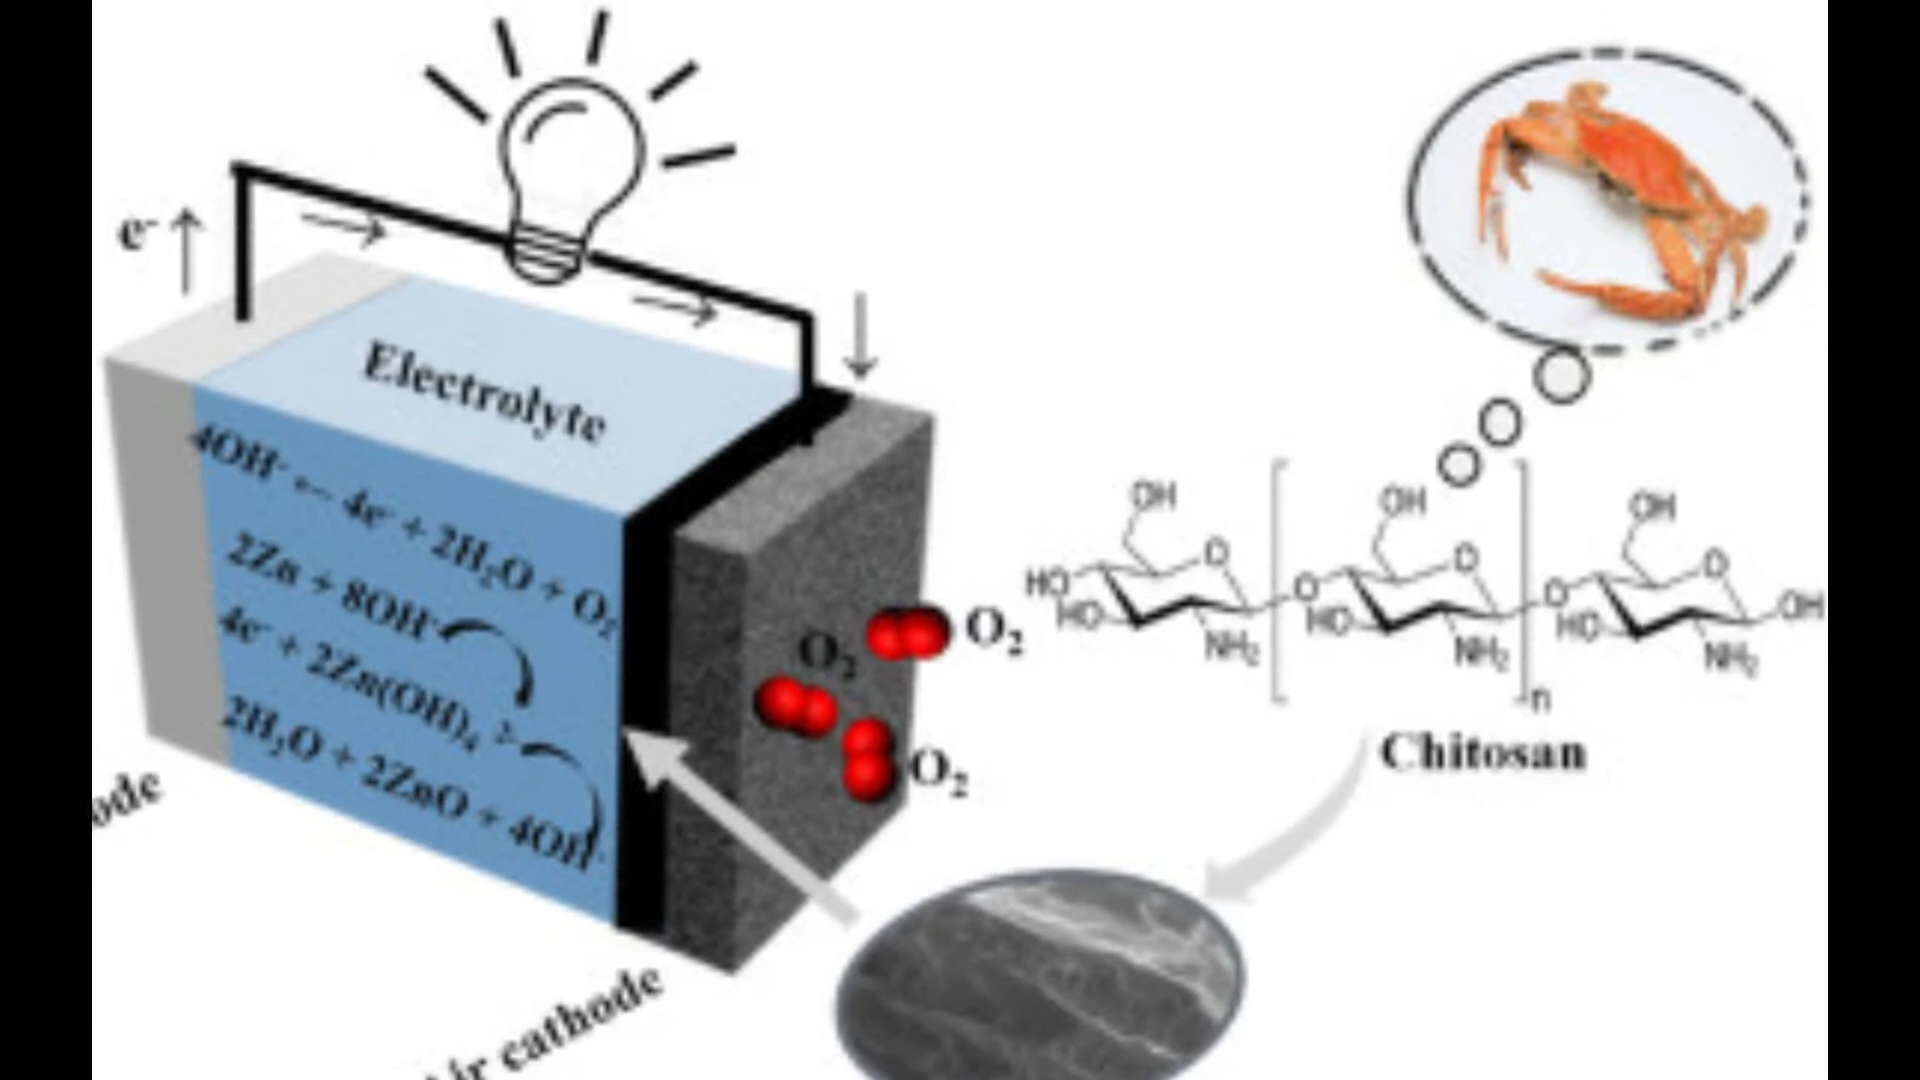 e⁻
Electrolyte
4OH⁻ ← 4e⁻ + 2H₂O + O₂
2Zn + 8OH⁻
4e⁻ + 2Zn(OH)₄²⁻
2H₂O + 2ZnO + 4OH⁻
ode
Air cathode
O₂
O₂
O₂
OH
OH
OH
O
O
O
HO
HO
O
HO
O
HO
OH
NH₂
NH₂
NH₂
n
Chitosan